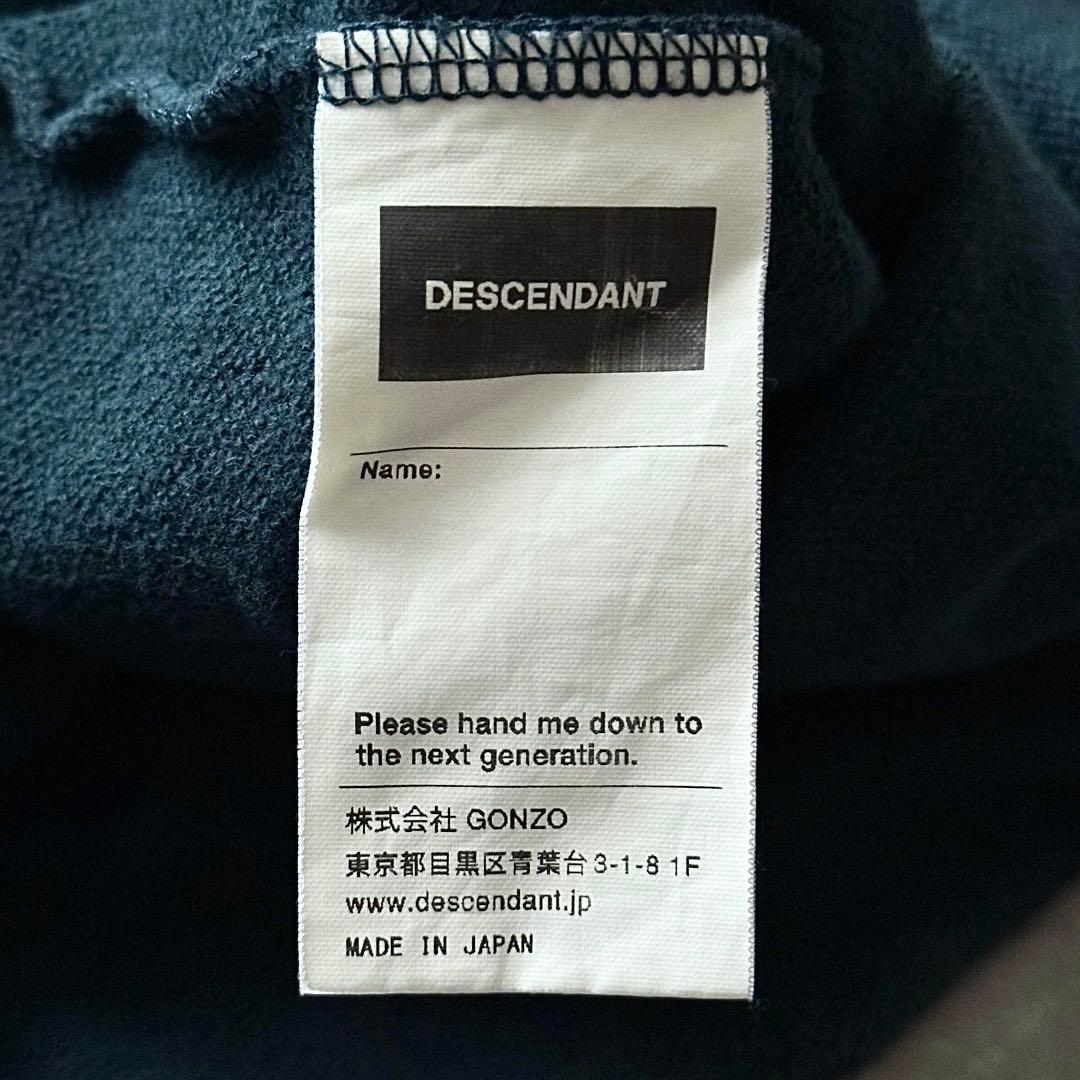 DESCENDANT
Name:
Please hand me down to
the next generation.
株式会社 GONZO
東京都目黒区青葉台3-1-8 1F
www.descendant.jp
MADE IN JAPAN